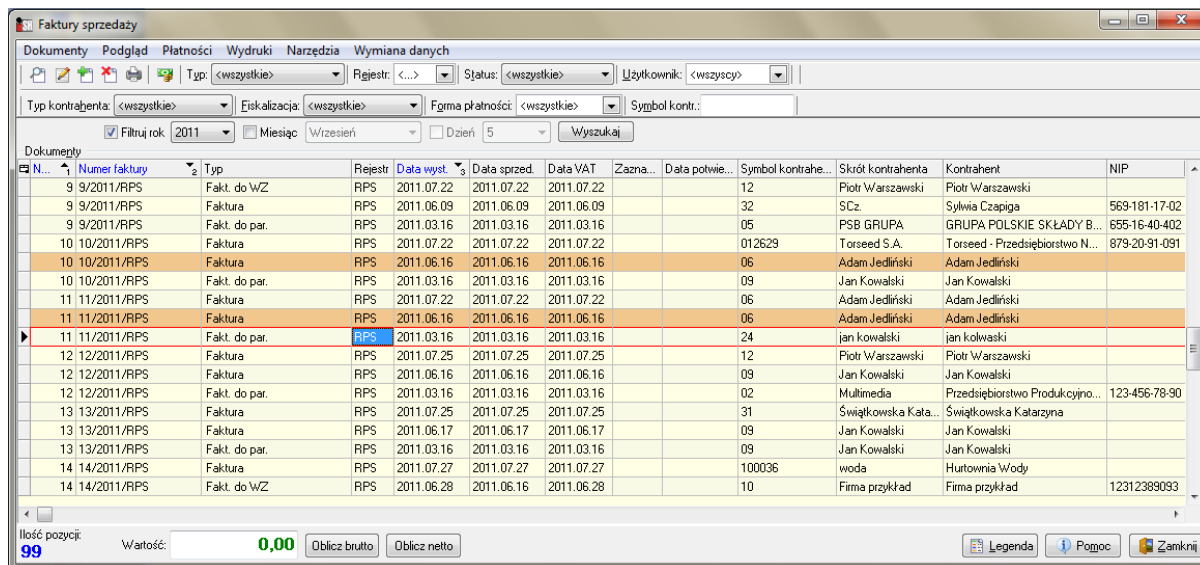 Faktury sprzedaży
Dokumenty Podgląd Płatności Wydruki Narzędzia Wymiana danych
Typ: <wszystkie> Rejestr: <...> Status: <wszystkie> Użytkownik: <wszyscy>
Typ kontrahenta: <wszystkie> Fiskalizacja: <wszystkie> Forma płatności: <wszystkie> Symbol kontr.:
Filtruj rok 2011 Miesiąc Wrzesień Dzień 5 Wyszukaj
Dokumenty
N... 1 Numer faktury 2 Typ Rejestr Data wyst. 3 Data sprzed. Data VAT Zazna... Data potwie... Symbol kontrahe... Skrót kontrahenta Kontrahent NIP
9 9/2011/RPS Fakt. do WZ RPS 2011.07.22 2011.07.22 2011.07.22 12 Piotr Warszawski Piotr Warszawski
9 9/2011/RPS Faktura RPS 2011.06.09 2011.06.09 2011.06.09 32 SCz. Sylwia Czapiga 569-181-17-02
9 9/2011/RPS Fakt. do par. RPS 2011.03.16 2011.03.16 2011.03.16 05 PSB GRUPA GRUPA POLSKIE SKŁADY B... 655-16-40-402
10 10/2011/RPS Fakt. do par. RPS 2011.07.22 2011.07.22 2011.07.22 012629 Torseed S.A. Torseed - Przedsiębiorstwo N... 879-20-91-091
10 10/2011/RPS Faktura RPS 2011.06.16 2011.06.16 2011.06.16 06 Adam Jedliński Adam Jedliński
10 10/2011/RPS Fakt. do par. RPS 2011.03.16 2011.03.16 2011.03.16 09 Jan Kowalski Jan Kowalski
11 11/2011/RPS Faktura RPS 2011.07.22 2011.07.22 2011.07.22 06 Adam Jedliński Adam Jedliński
11 11/2011/RPS Faktura RPS 2011.06.16 2011.06.16 2011.06.16 06 Adam Jedliński Adam Jedliński
11 11/2011/RPS Fakt. do par. RPS 2011.03.16 2011.03.16 2011.03.16 24 jan kowalski jan kolwaski
12 12/2011/RPS Faktura RPS 2011.07.25 2011.07.25 2011.07.25 12 Piotr Warszawski Piotr Warszawski
12 12/2011/RPS Faktura RPS 2011.06.16 2011.06.16 2011.06.16 09 Jan Kowalski Jan Kowalski
12 12/2011/RPS Fakt. do par. RPS 2011.03.16 2011.03.16 2011.03.16 02 Multimedia Przedsiębiorstwo Produkcyjno... 123-456-78-90
13 13/2011/RPS Faktura RPS 2011.07.25 2011.07.25 2011.07.25 31 Świątkowska Kata... Świątkowska Katarzyna
13 13/2011/RPS Faktura RPS 2011.06.17 2011.06.17 2011.06.17 09 Jan Kowalski Jan Kowalski
13 13/2011/RPS Fakt. do par. RPS 2011.03.16 2011.03.16 2011.03.16 09 Jan Kowalski Jan Kowalski
14 14/2011/RPS Faktura RPS 2011.07.27 2011.07.27 2011.07.27 100036 woda Hurtownia Wody
14 14/2011/RPS Fakt. do WZ RPS 2011.06.28 2011.06.16 2011.06.28 10 Firma przykład Firma przykład 12312389093
Ilość pozycji:
99 Wartość: 0,00 Oblicz brutto Oblicz netto Legenda Pomoc Zamknij